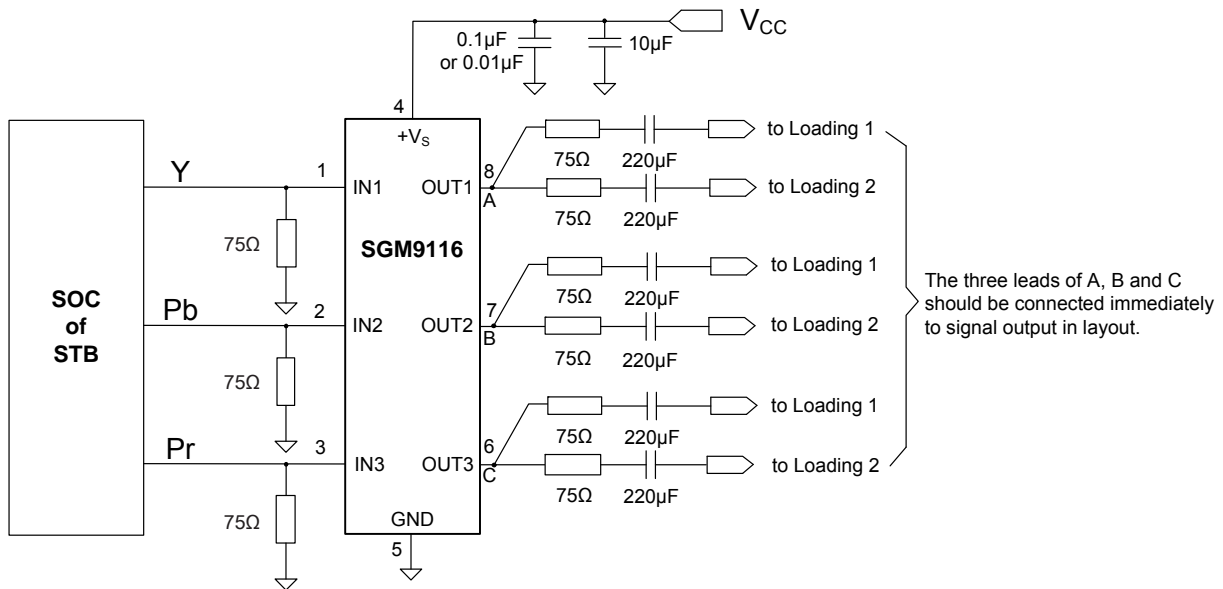 V_CC
0.1µF
or 0.01µF
10µF
4
+V_S
75Ω
220µF
to Loading 1
Y
1
IN1
OUT1
8
A
75Ω
220µF
to Loading 2
75Ω
SGM9116
75Ω
220µF
to Loading 1
SOC
of
STB
Pb
2
IN2
OUT2
7
B
75Ω
220µF
to Loading 2
The three leads of A, B and C
should be connected immediately
to signal output in layout.
75Ω
75Ω
220µF
to Loading 1
Pr
3
IN3
OUT3
6
C
75Ω
220µF
to Loading 2
75Ω
GND
5